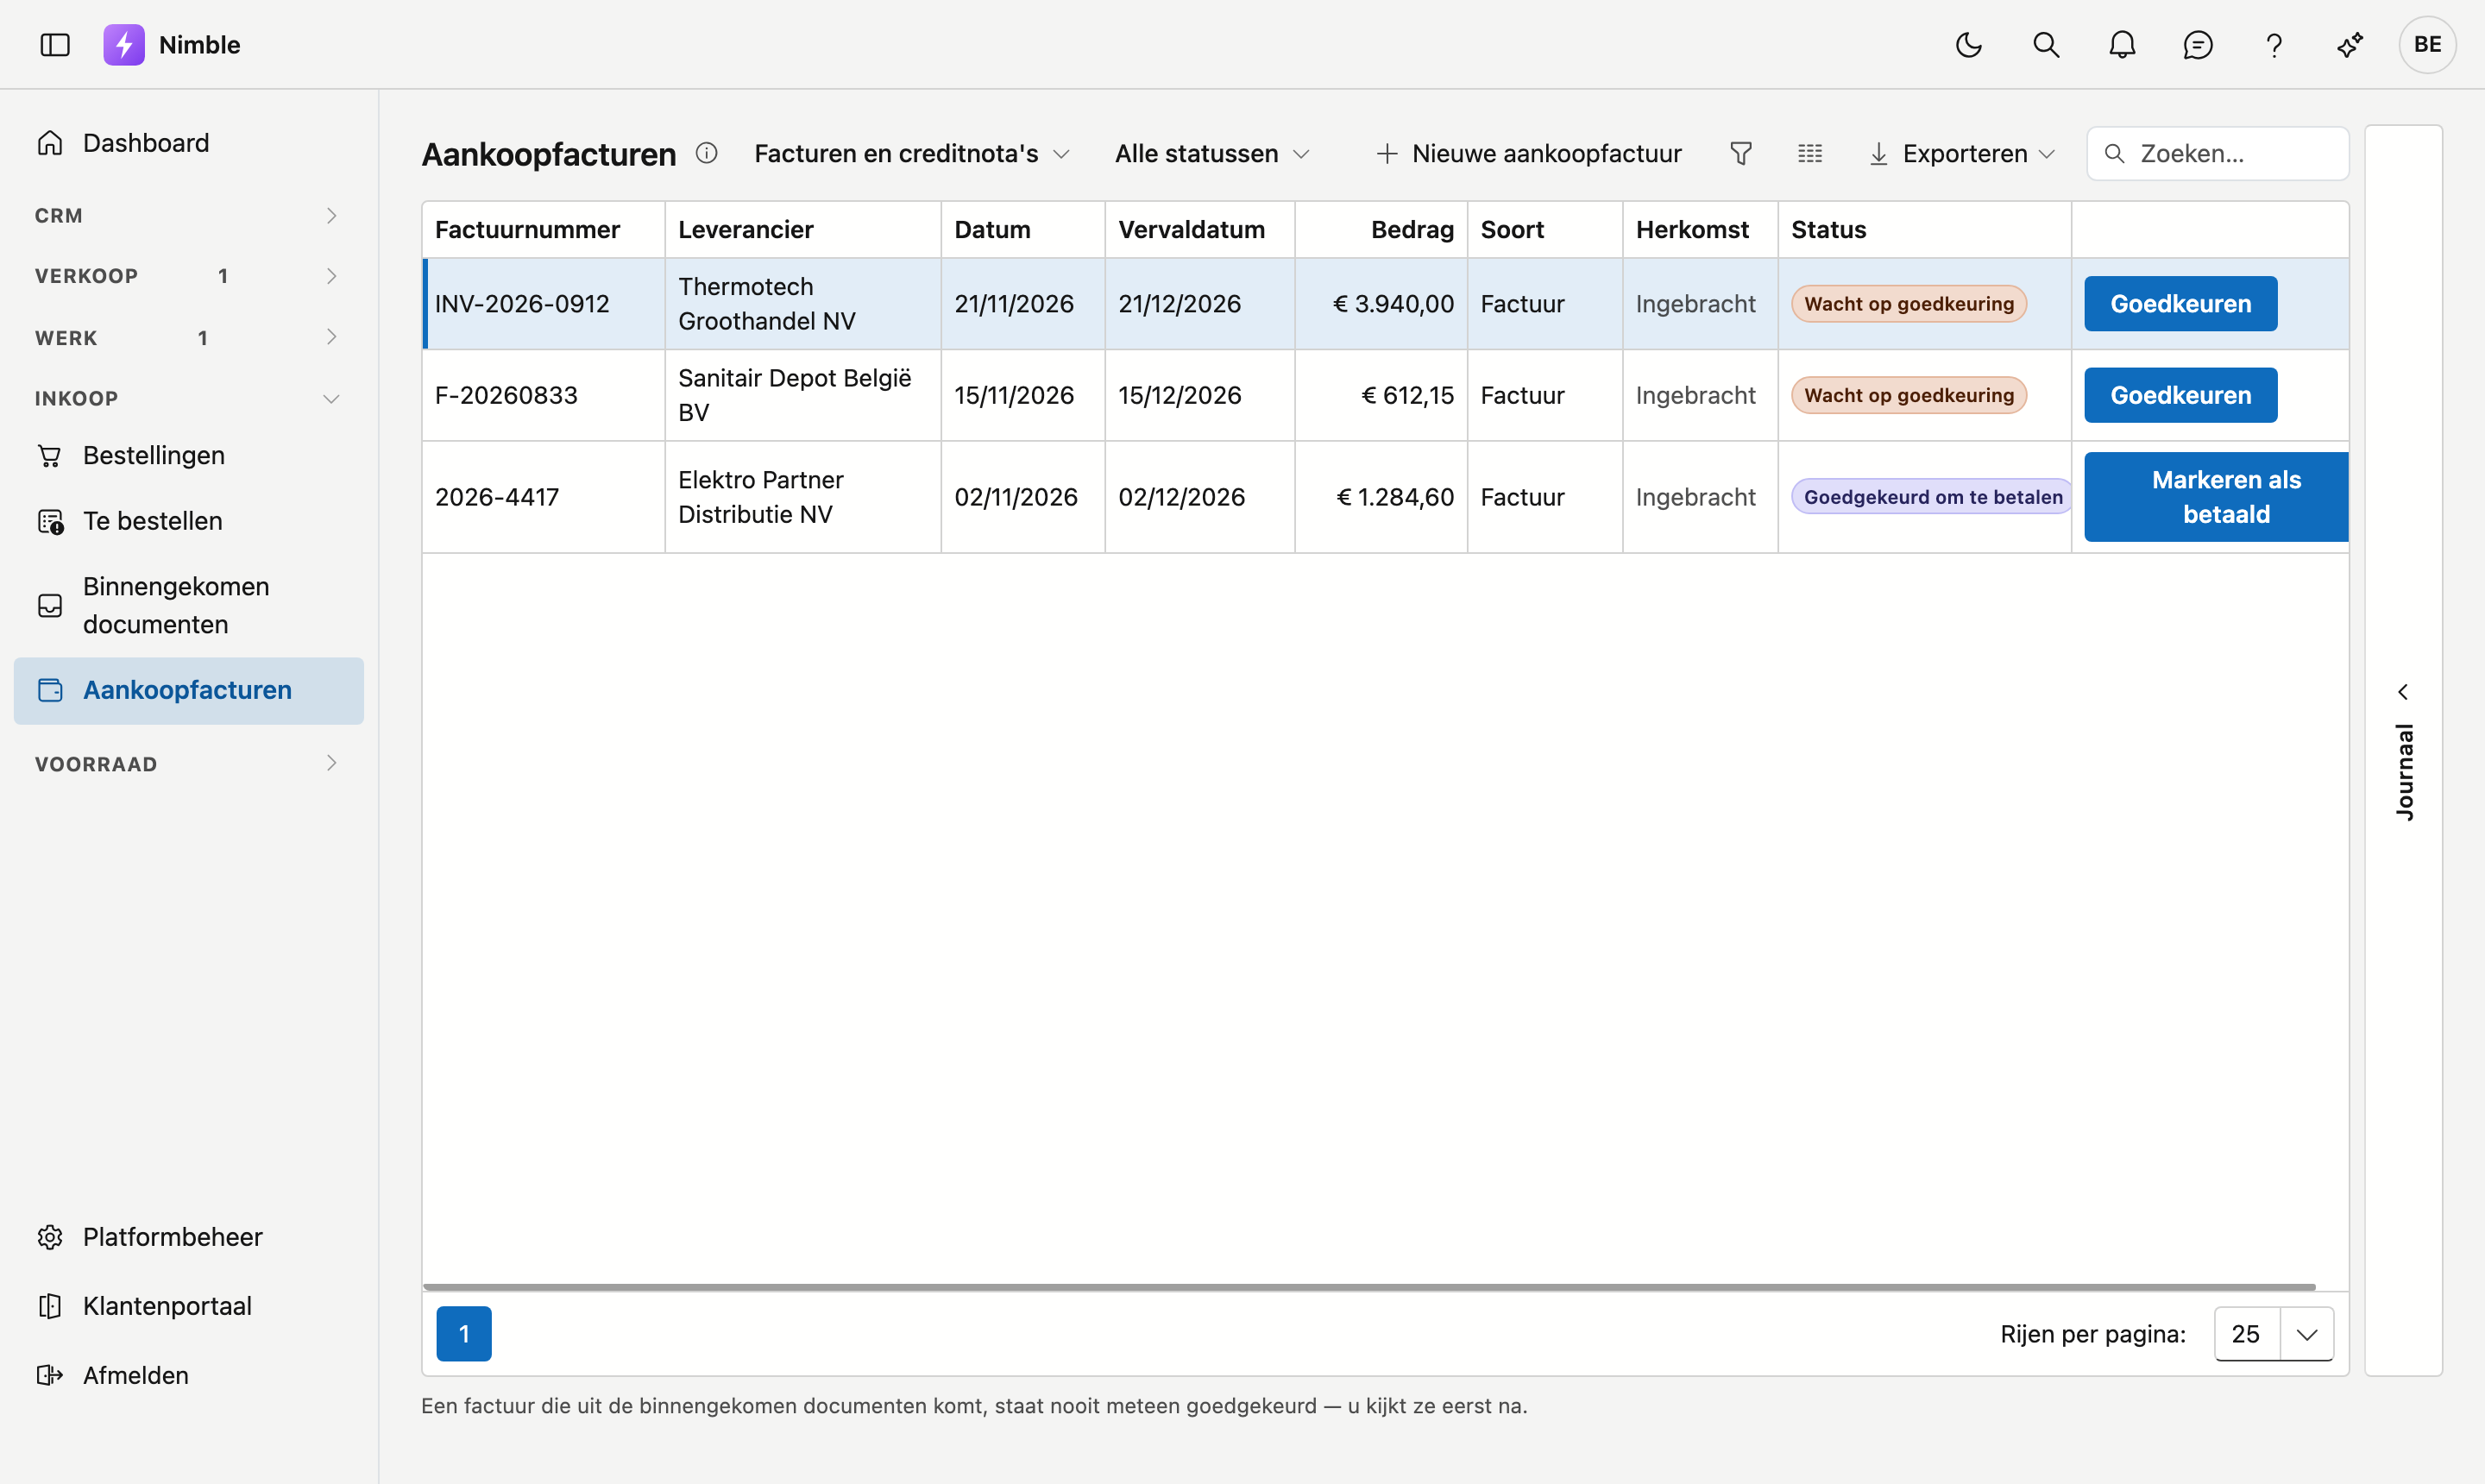 Nimble
BE
Dashboard
CRM
VERKOOP 1
WERK 1
INKOOP
Bestellingen
Te bestellen
Binnengekomen
documenten
Aankoopfacturen
VOORRAAD
Platformbeheer
Klantenportaal
Afmelden
Aankoopfacturen Facturen en creditnota's Alle statussen Nieuwe aankoopfactuur Exporteren Zoeken...
Factuurnummer Leverancier Datum Vervaldatum Bedrag Soort Herkomst Status
INV-2026-0912 Thermotech Groothandel NV 21/11/2026 21/12/2026 € 3.940,00 Factuur Ingebracht Wacht op goedkeuring Goedkeuren
F-20260833 Sanitair Depot België BV 15/11/2026 15/12/2026 € 612,15 Factuur Ingebracht Wacht op goedkeuring Goedkeuren
2026-4417 Elektro Partner Distributie NV 02/11/2026 02/12/2026 € 1.284,60 Factuur Ingebracht Goedgekeurd om te betalen Markeren als betaald
1 Rijen per pagina: 25
Een factuur die uit de binnengekomen documenten komt, staat nooit meteen goedgekeurd — u kijkt ze eerst na.
Journaal